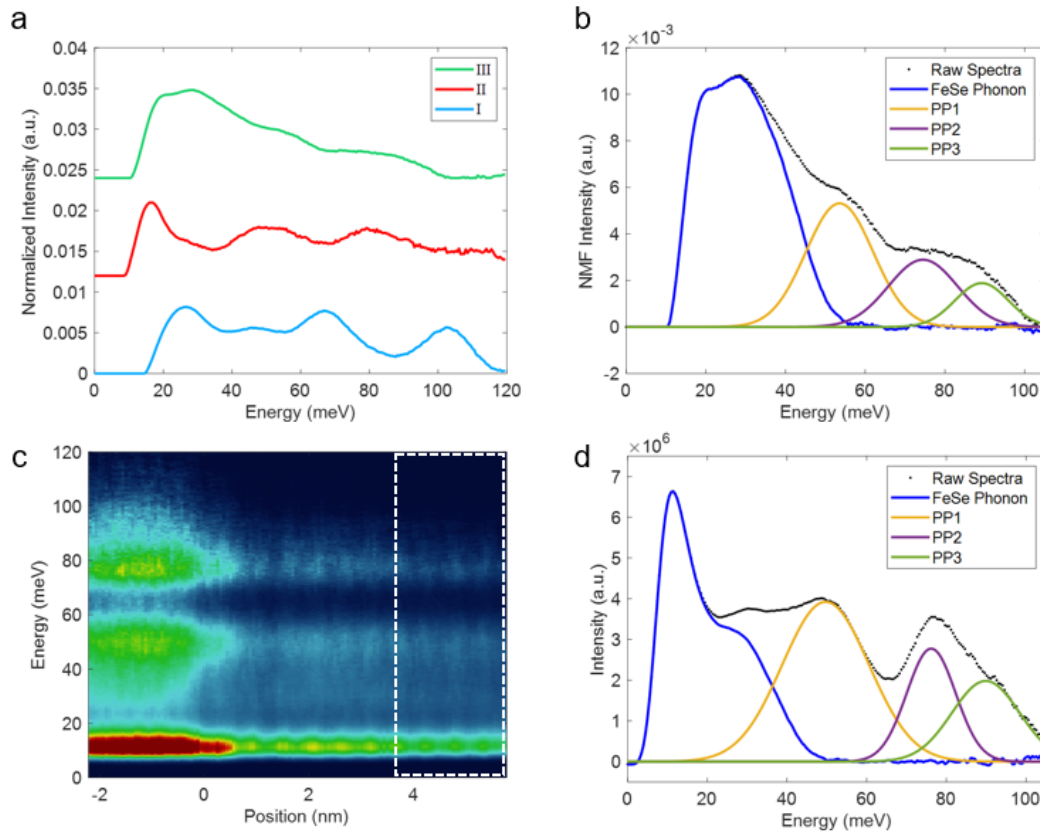 a
0.04
0.035
0.03
0.025
0.02
0.015
0.01
0.005
0
Normalized Intensity (a.u.)
III
II
I
0 20 40 60 80 100 120
Energy (meV)
b
×10⁻³
12
10
8
6
4
2
0
NMF Intensity (a.u.)
Raw Spectra
FeSe Phonon
PP1
PP2
PP3
0 20 40 60 80 100
Energy (meV)
c
120
100
80
60
40
20
0
Energy (meV)
-2 0 2 4
Position (nm)
d
×10⁶
7
6
5
4
3
2
1
0
Intensity (a.u.)
Raw Spectra
FeSe Phonon
PP1
PP2
PP3
0 20 40 60 80 100
Energy (meV)